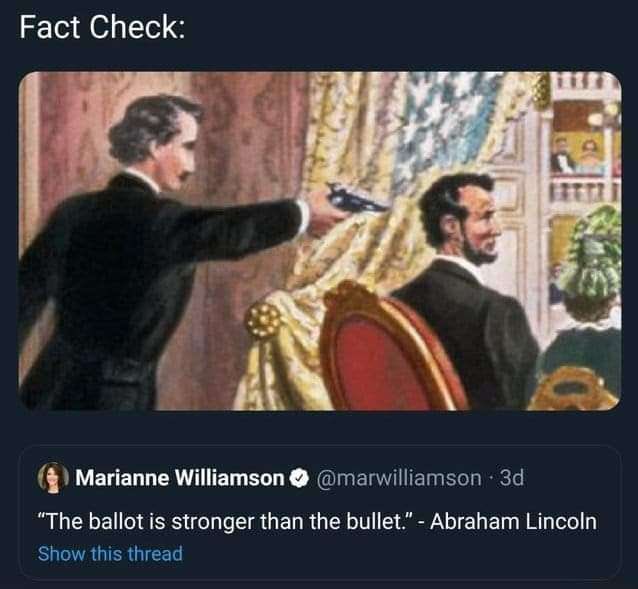 Fact Check:
Marianne Williamson @marwilliamson · 3d
“The ballot is stronger than the bullet.” - Abraham Lincoln
Show this thread